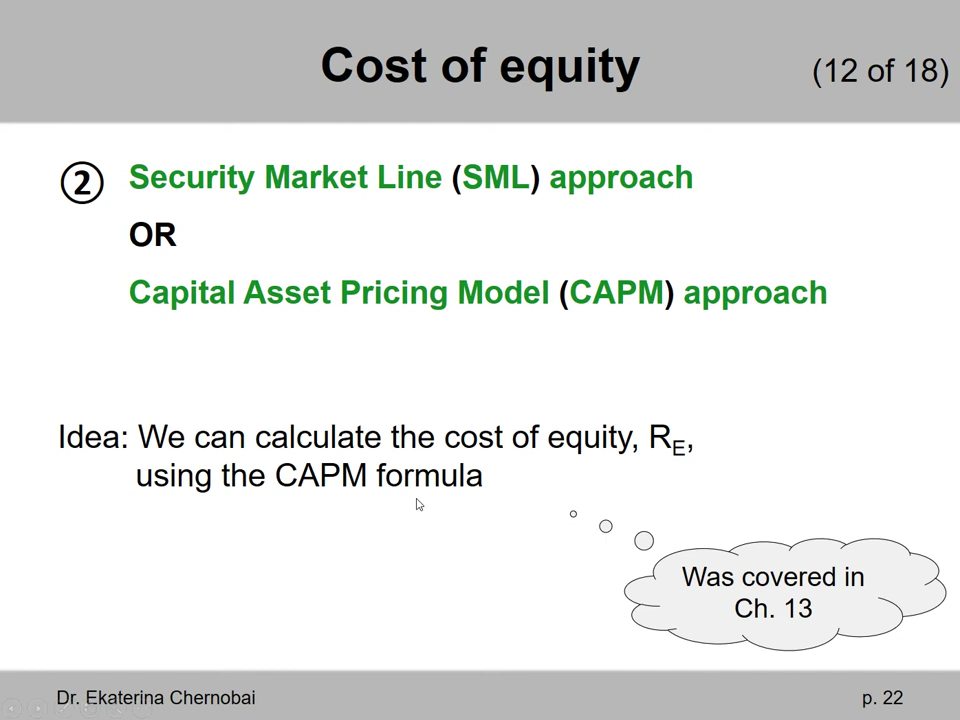 Cost of equity
(12 of 18)
② Security Market Line (SML) approach
OR
Capital Asset Pricing Model (CAPM) approach
Idea: We can calculate the cost of equity, R_E,
using the CAPM formula
Was covered in
Ch. 13
Dr. Ekaterina Chernobai
p. 22